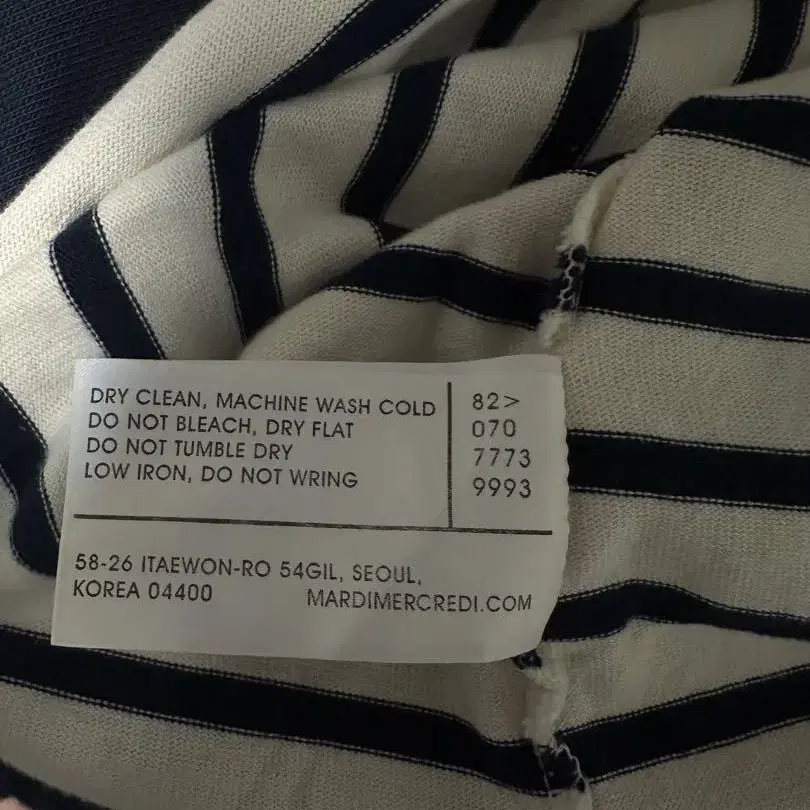 DRY CLEAN, MACHINE WASH COLD
DO NOT BLEACH, DRY FLAT
DO NOT TUMBLE DRY
LOW IRON, DO NOT WRING
82>
070
7773
9993
58-26 ITAEWON-RO 54GIL, SEOUL,
KOREA 04400
MARDIMERCREDI.COM